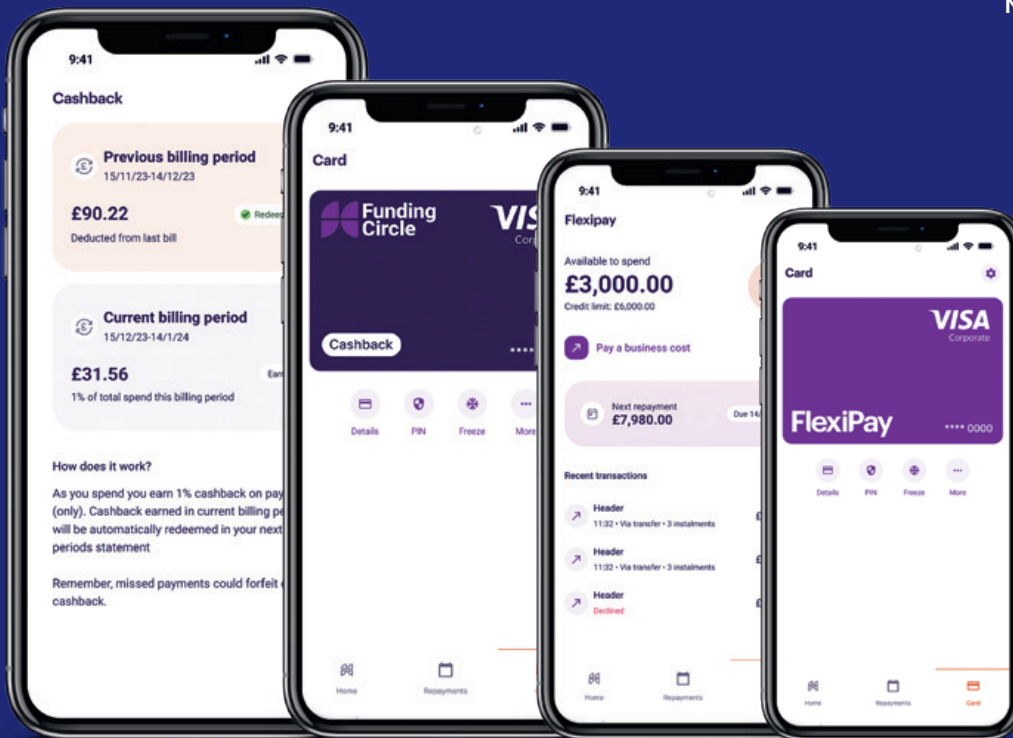 9:41
Cashback
Previous billing period
15/11/23-14/12/23
£90.22
Deducted from last bill
Current billing period
15/12/23-14/1/24
£31.56
1% of total spend this billing period
How does it work?
As you spend you earn 1% cashback on
(only). Cashback earned in current billing
will be automatically redeemed in your next
periods statement
Remember, missed payments could forfeit
cashback.
9:41
Card
Funding
Circle
Cashback
••••
Details
PIN
Freeze
More
Home
Repayments
9:41
Flexipay
Available to spend
£3,000.00
Credit limit: £6,000.00
Pay a business cost
Next repayment
£7,980.00
Due 14/
Recent transactions
Header
11:32 • Via transfer • 3 instalments
Header
11:32 • Via transfer • 3 instalments
Header
Declined
Home
Repayments
9:41
Card
VISA
Corporate
FlexiPay
•••• 0000
Details
PIN
Freeze
More
Home
Repayments
Card